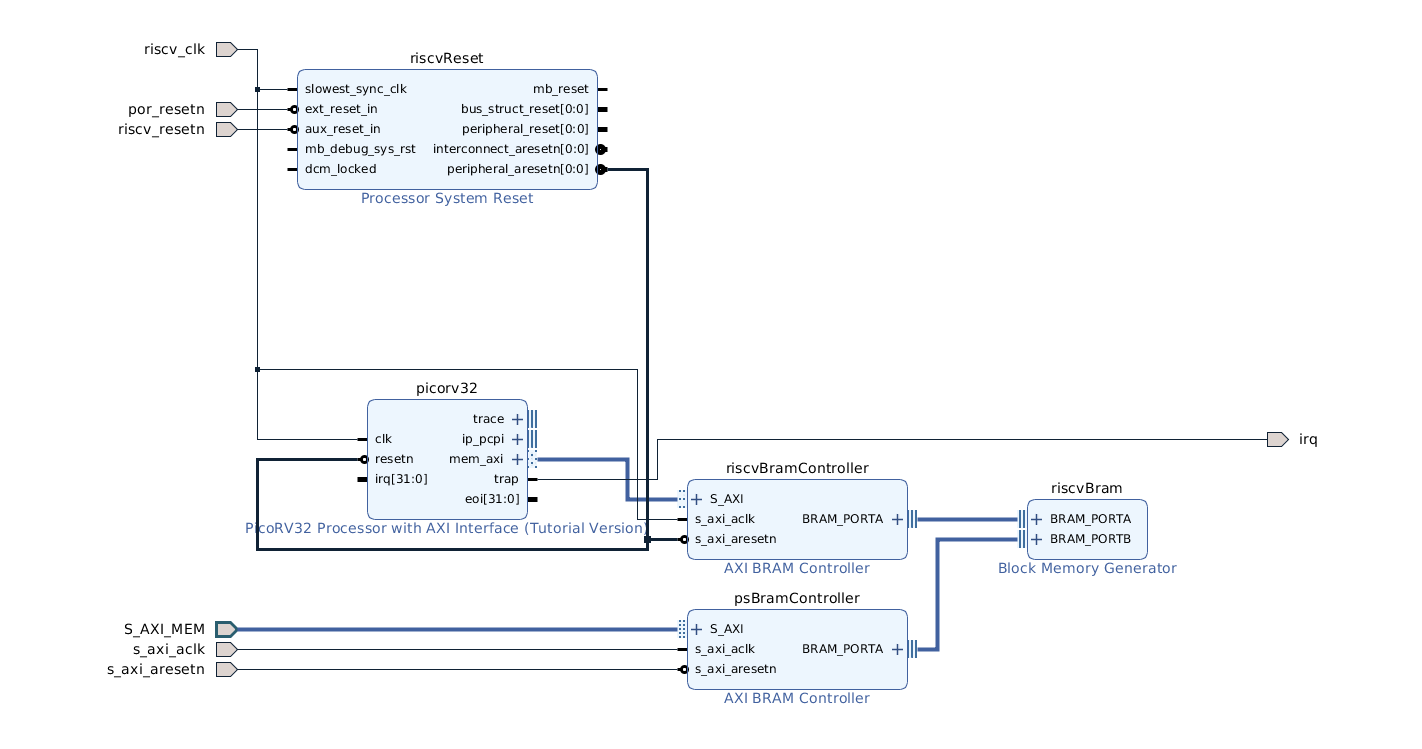 riscv_clk
riscvReset
slowest_sync_clk
mb_reset
por_resetn
ext_reset_in
bus_struct_reset[0:0]
riscv_resetn
aux_reset_in
peripheral_reset[0:0]
mb_debug_sys_rst
interconnect_aresetn[0:0]
dcm_locked
peripheral_aresetn[0:0]
Processor System Reset
picorv32
trace
clk
ip_pcpi
resetn
mem_axi
irq[31:0]
trap
eoi[31:0]
PicoRV32 Processor with AXI Interface (Tutorial Version)
irq
riscvBramController
S_AXI
s_axi_aclk
BRAM_PORTA
s_axi_aresetn
AXI BRAM Controller
riscvBram
BRAM_PORTA
BRAM_PORTB
Block Memory Generator
psBramController
S_AXI_MEM
S_AXI
s_axi_aclk
s_axi_aclk
BRAM_PORTA
s_axi_aresetn
s_axi_aresetn
AXI BRAM Controller